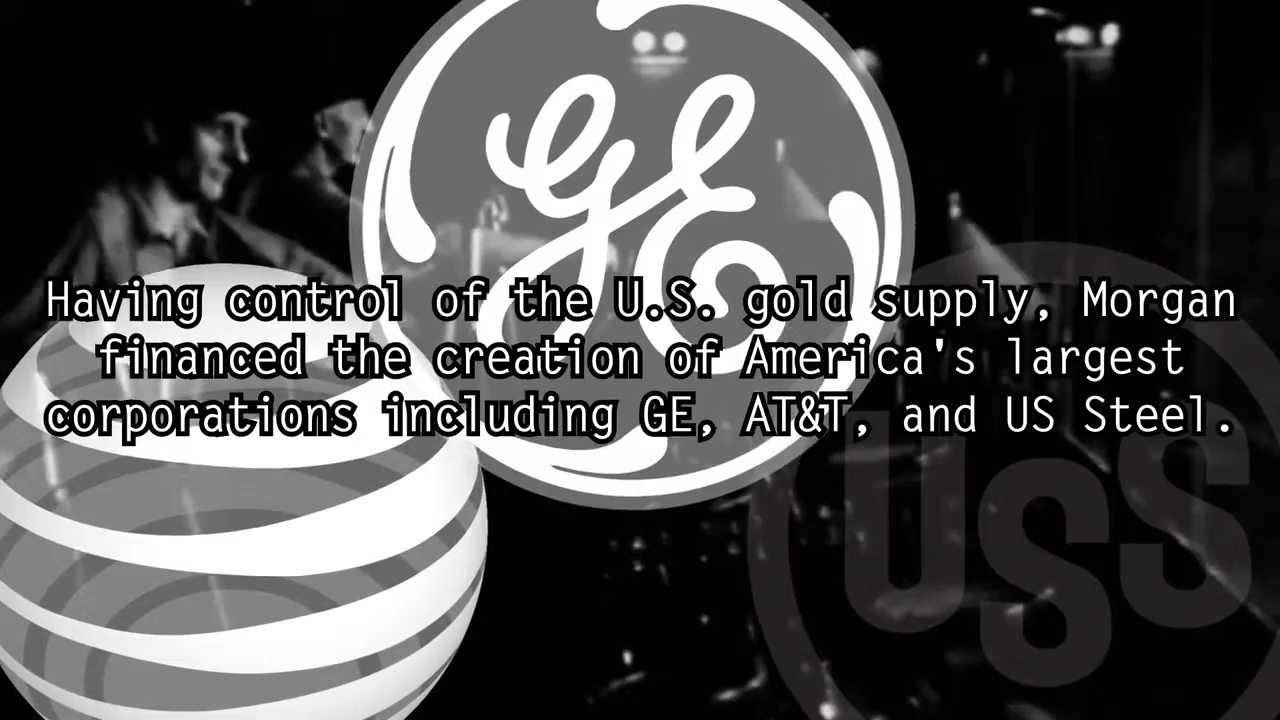 GE
Having control of the U.S. gold supply, Morgan
financed the creation of America's largest
corporations including GE, AT&T, and US Steel.
USS